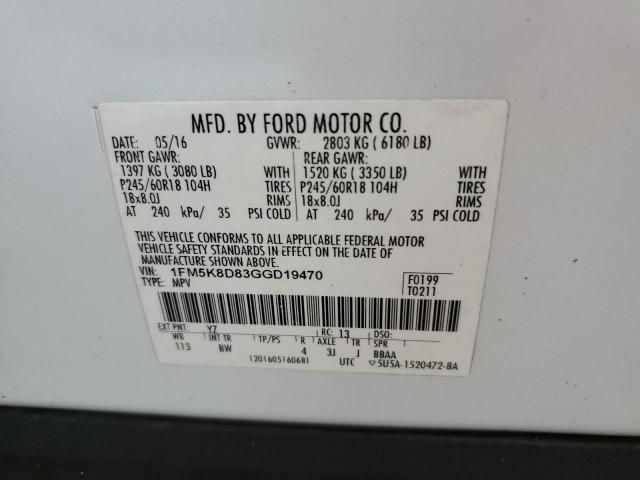 MFD. BY FORD MOTOR CO.
DATE: 05/16 GVWR: 2803 KG ( 6180 LB)
FRONT GAWR: REAR GAWR:
1397 KG ( 3080 LB) WITH 1520 KG ( 3350 LB) WITH
P245/60R18 104H TIRES P245/60R18 104H TIRES
18x8.0J RIMS 18x8.0J RIMS
AT 240 kPa/ 35 PSI COLD AT 240 kPa/ 35 PSI COLD
THIS VEHICLE CONFORMS TO ALL APPLICABLE FEDERAL MOTOR
VEHICLE SAFETY STANDARDS IN EFFECT ON THE DATE OF
MANUFACTURE SHOWN ABOVE.
VIN: 1FM5K8D83GGD19470 F0199
TYPE: MPV T0211
EXT PNT: Y7 RC: 13 DSO:
WB INT TR TP/PS R AXLE TR SPR
113 BW 4 3J J BBAA
1201605160681 UTC 5U5A-1520472-BA